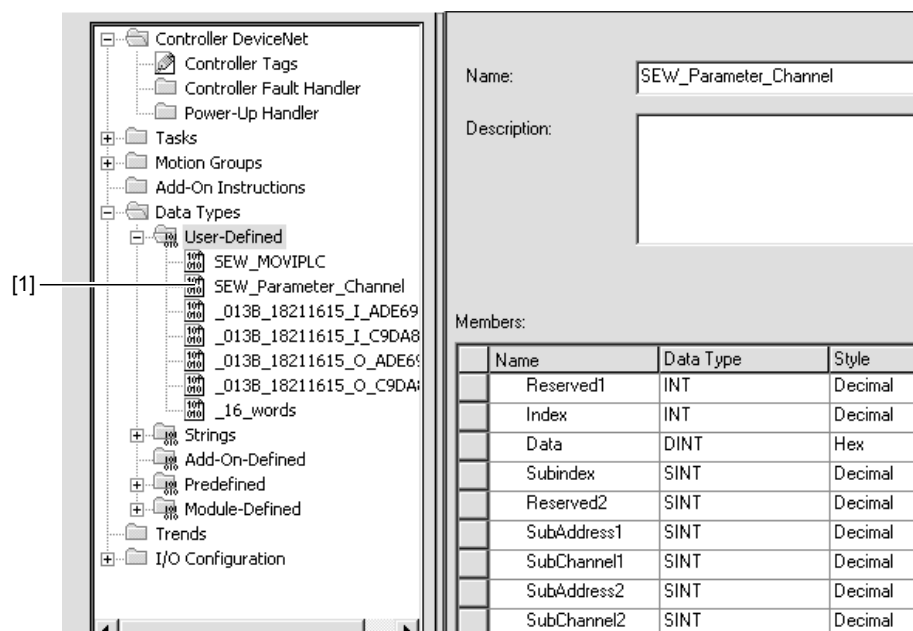 Controller DeviceNet
Controller Tags
Controller Fault Handler
Power-Up Handler
Tasks
Motion Groups
Add-On Instructions
Data Types
User-Defined
SEW_MOVIPLC
[1]
SEW_Parameter_Channel
_013B_18211615_I_ADE69
_013B_18211615_I_C9DA8
_013B_18211615_O_ADE69
_013B_18211615_O_C9DA8
_16_words
Strings
Add-On-Defined
Predefined
Module-Defined
Trends
I/O Configuration
Name: SEW_Parameter_Channel
Description:
Members:
Name Data Type Style
Reserved1 INT Decimal
Index INT Decimal
Data DINT Hex
Subindex SINT Decimal
Reserved2 SINT Decimal
SubAddress1 SINT Decimal
SubChannel1 SINT Decimal
SubAddress2 SINT Decimal
SubChannel2 SINT Decimal